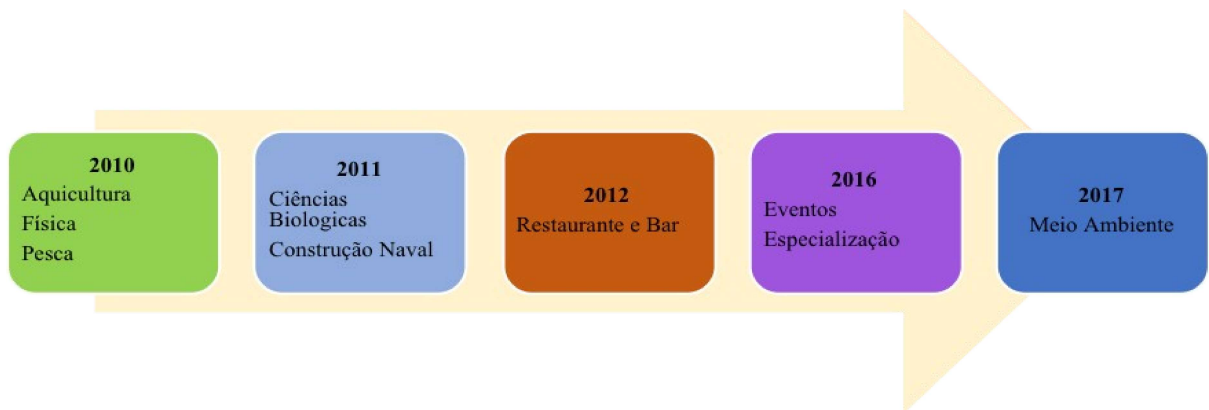 2010
Aquicultura
Física
Pesca
2011
Ciências
Biologicas
Construção Naval
2012
Restaurante e Bar
2016
Eventos
Especialização
2017
Meio Ambiente